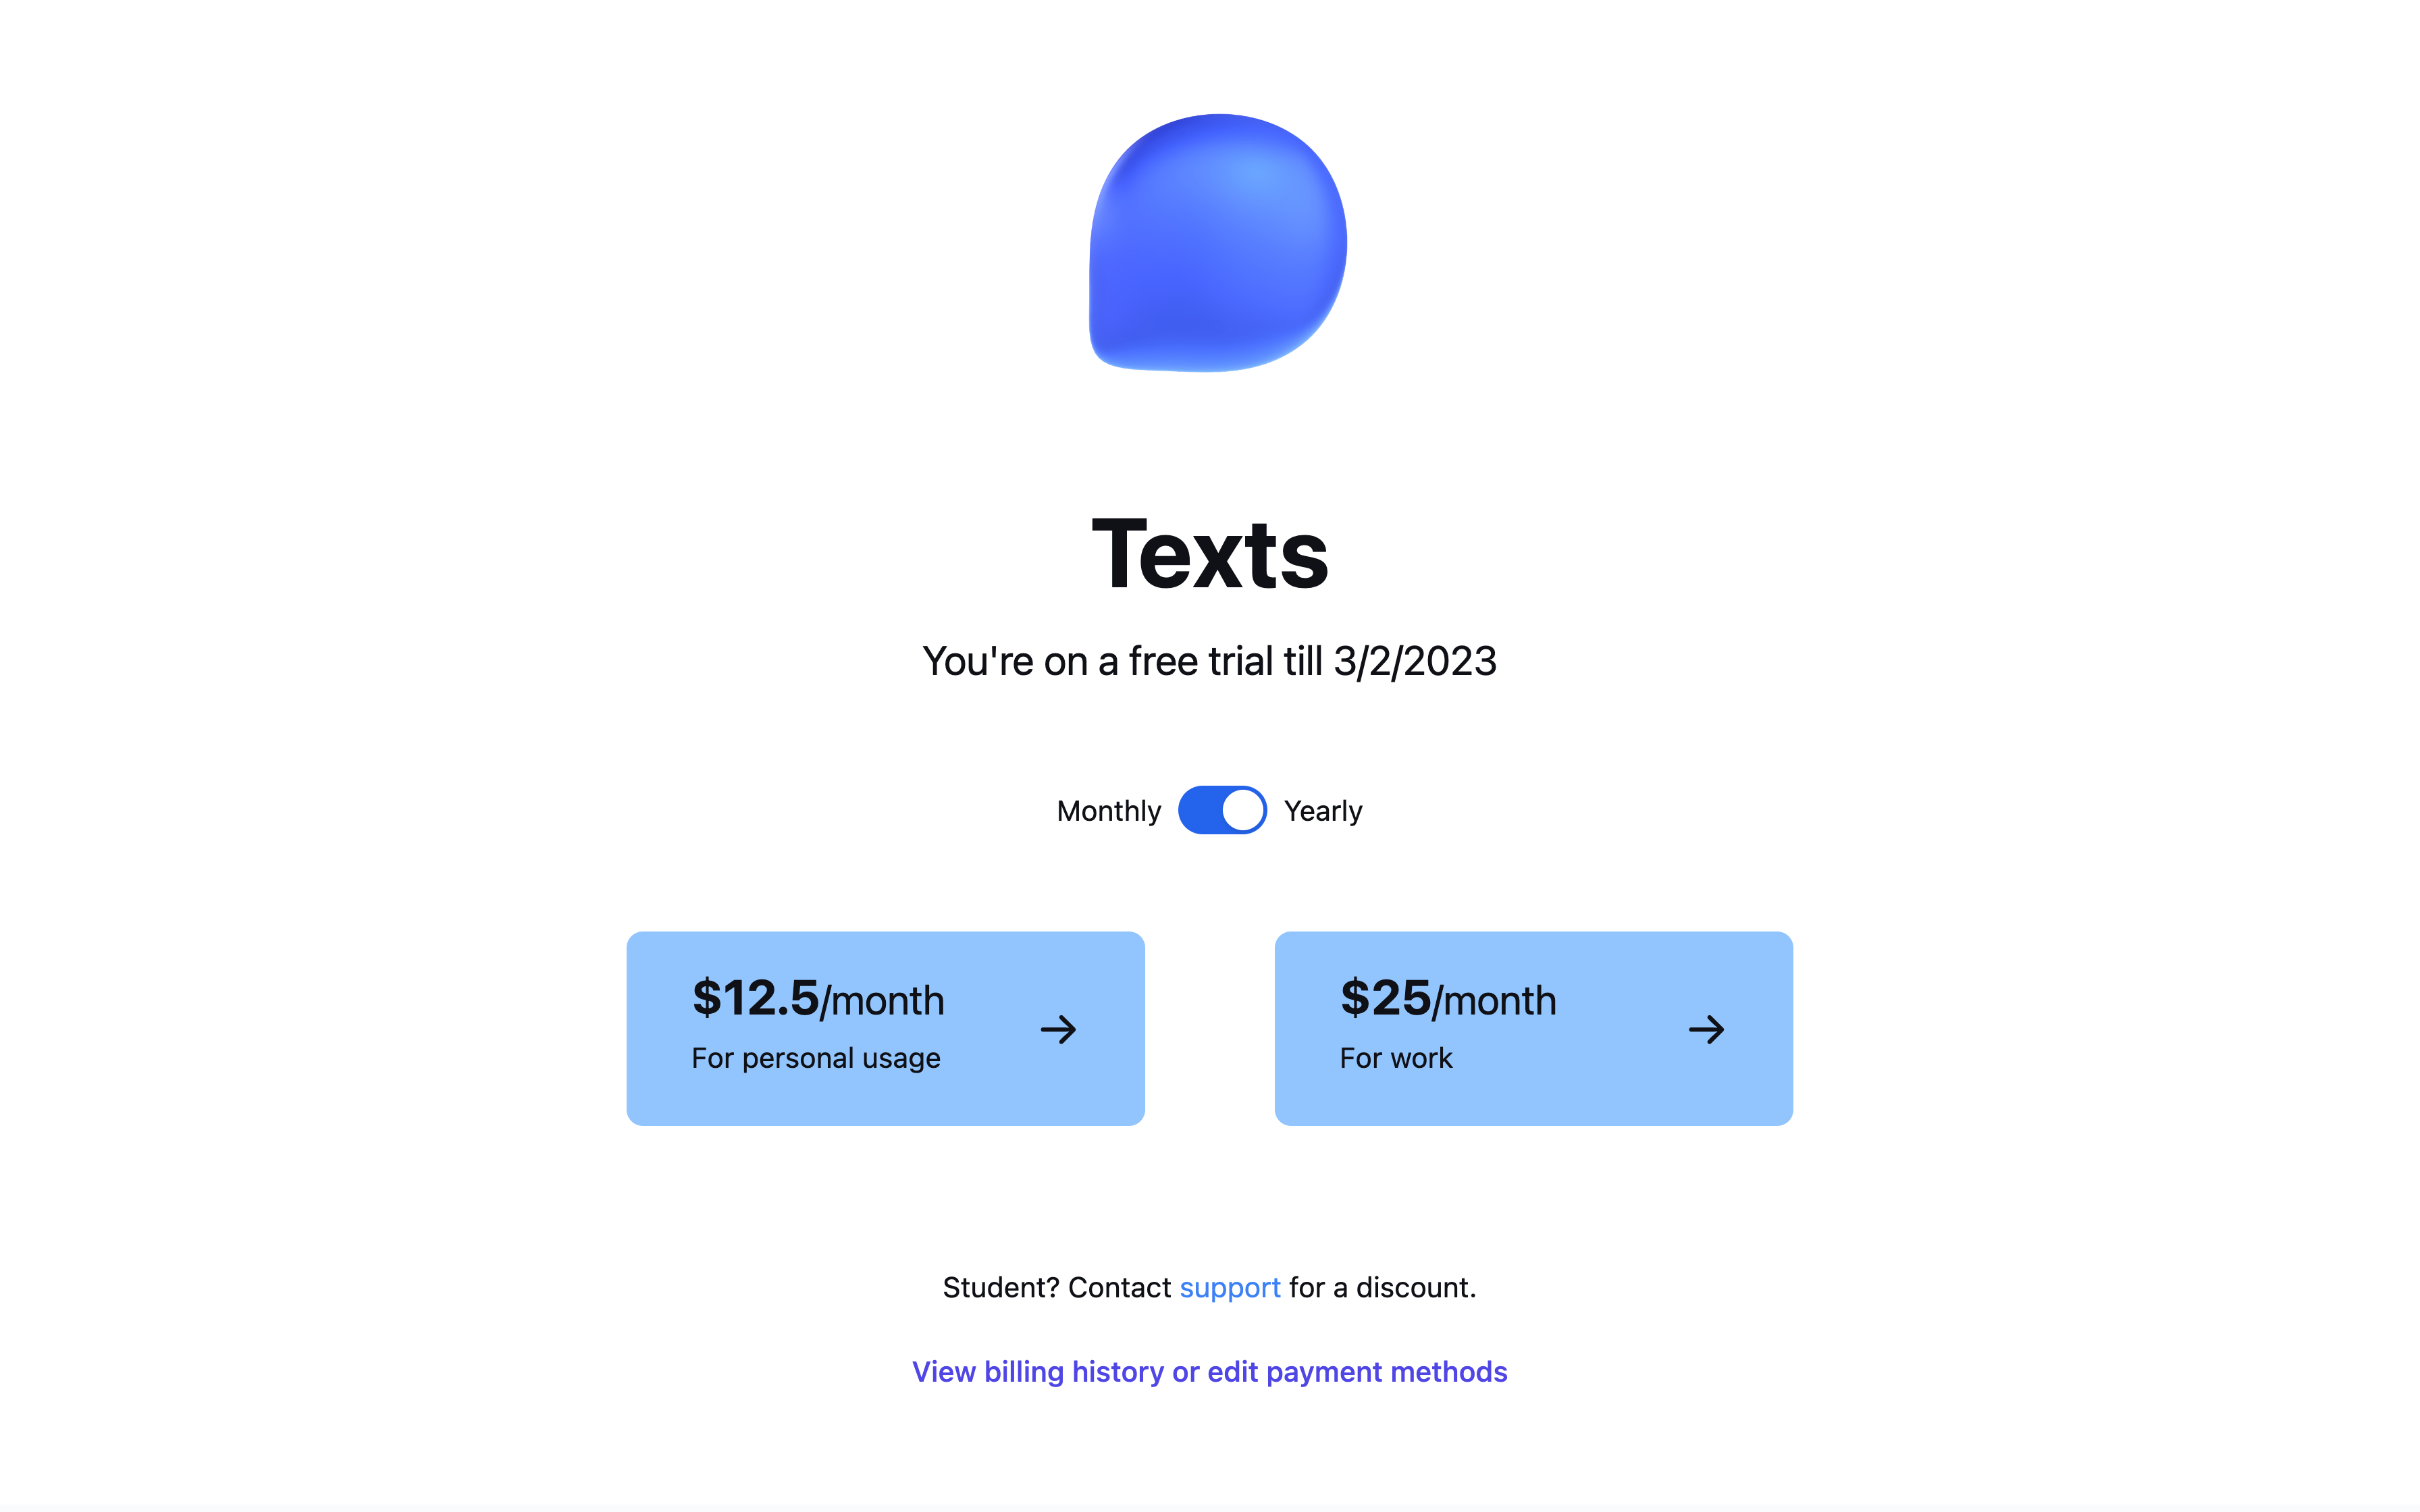 Texts
You're on a free trial till 3/2/2023
Monthly Yearly
$12.5/month
For personal usage
$25/month
For work
Student? Contact support for a discount.
View billing history or edit payment methods